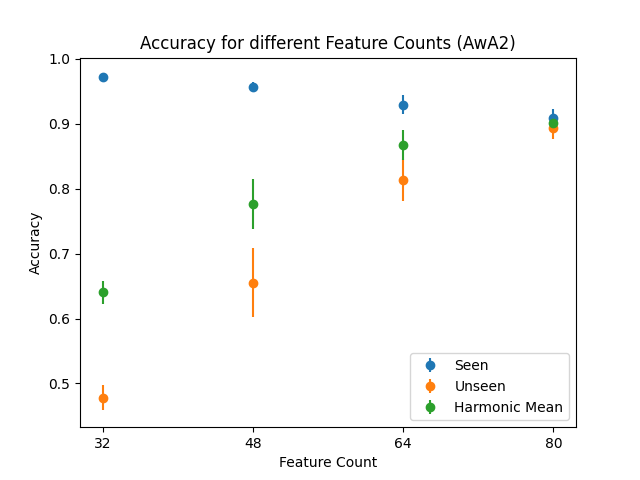 Accuracy for different Feature Counts (AwA2)
1.0
0.9
0.8
0.7
0.6
0.5
Accuracy
32 48 64 80
Feature Count
Seen
Unseen
Harmonic Mean